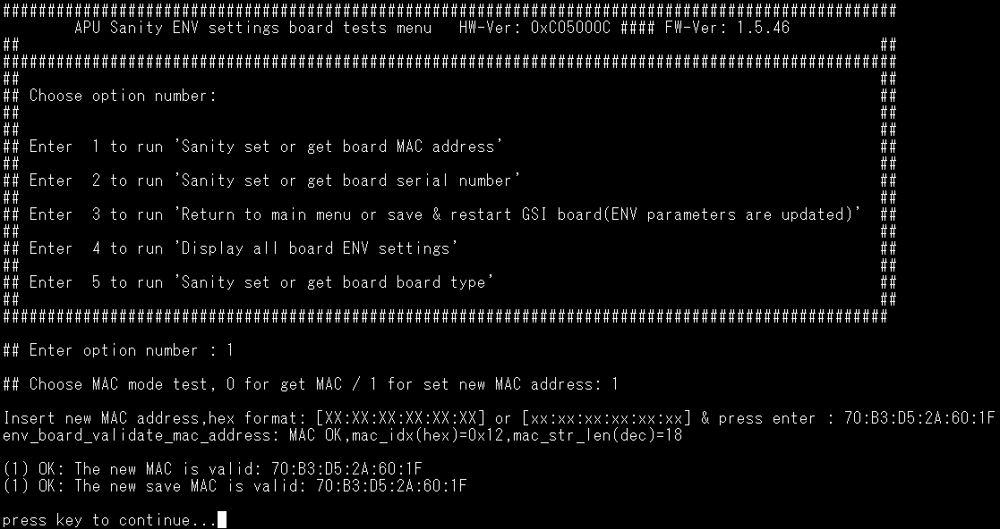 ####################################################################################################
        APU Sanity ENV settings board tests menu   HW-Ver: 0xC05000C #### FW-Ver: 1.5.46
##                                                                                                ##
####################################################################################################
##                                                                                                ##
## Choose option number:                                                                          ##
##                                                                                                ##
##                                                                                                ##
## Enter  1 to run 'Sanity set or get board MAC address'                                          ##
##                                                                                                ##
## Enter  2 to run 'Sanity set or get board serial number'                                        ##
##                                                                                                ##
## Enter  3 to run 'Return to main menu or save & restart GSI board(ENV parameters are updated)'  ##
##                                                                                                ##
## Enter  4 to run 'Display all board ENV settings'                                               ##
##                                                                                                ##
## Enter  5 to run 'Sanity set or get board board type'                                           ##
##                                                                                                ##
###################################################################################################
## Enter option number : 1
## Choose MAC mode test, 0 for get MAC / 1 for set new MAC address: 1
Insert new MAC address,hex format: [XX:XX:XX:XX:XX:XX] or [xx:xx:xx:xx:xx:xx] & press enter : 70:B3:D5:2A:60:1F
env_board_validate_mac_address: MAC OK,mac_idx(hex)=0x12,mac_str_len(dec)=18
(1) OK: The new MAC is valid: 70:B3:D5:2A:60:1F
(1) OK: The new save MAC is valid: 70:B3:D5:2A:60:1F
press key to continue...